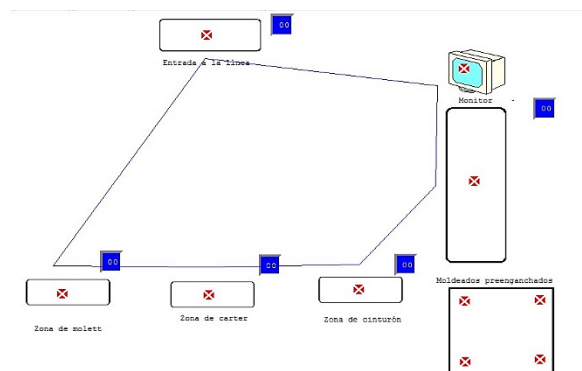 00
Entrada a la línea
Monitor
00
00
00
00
Moldeados preenganchados
Zona de molett
Zona de carter
Zona de cinturón